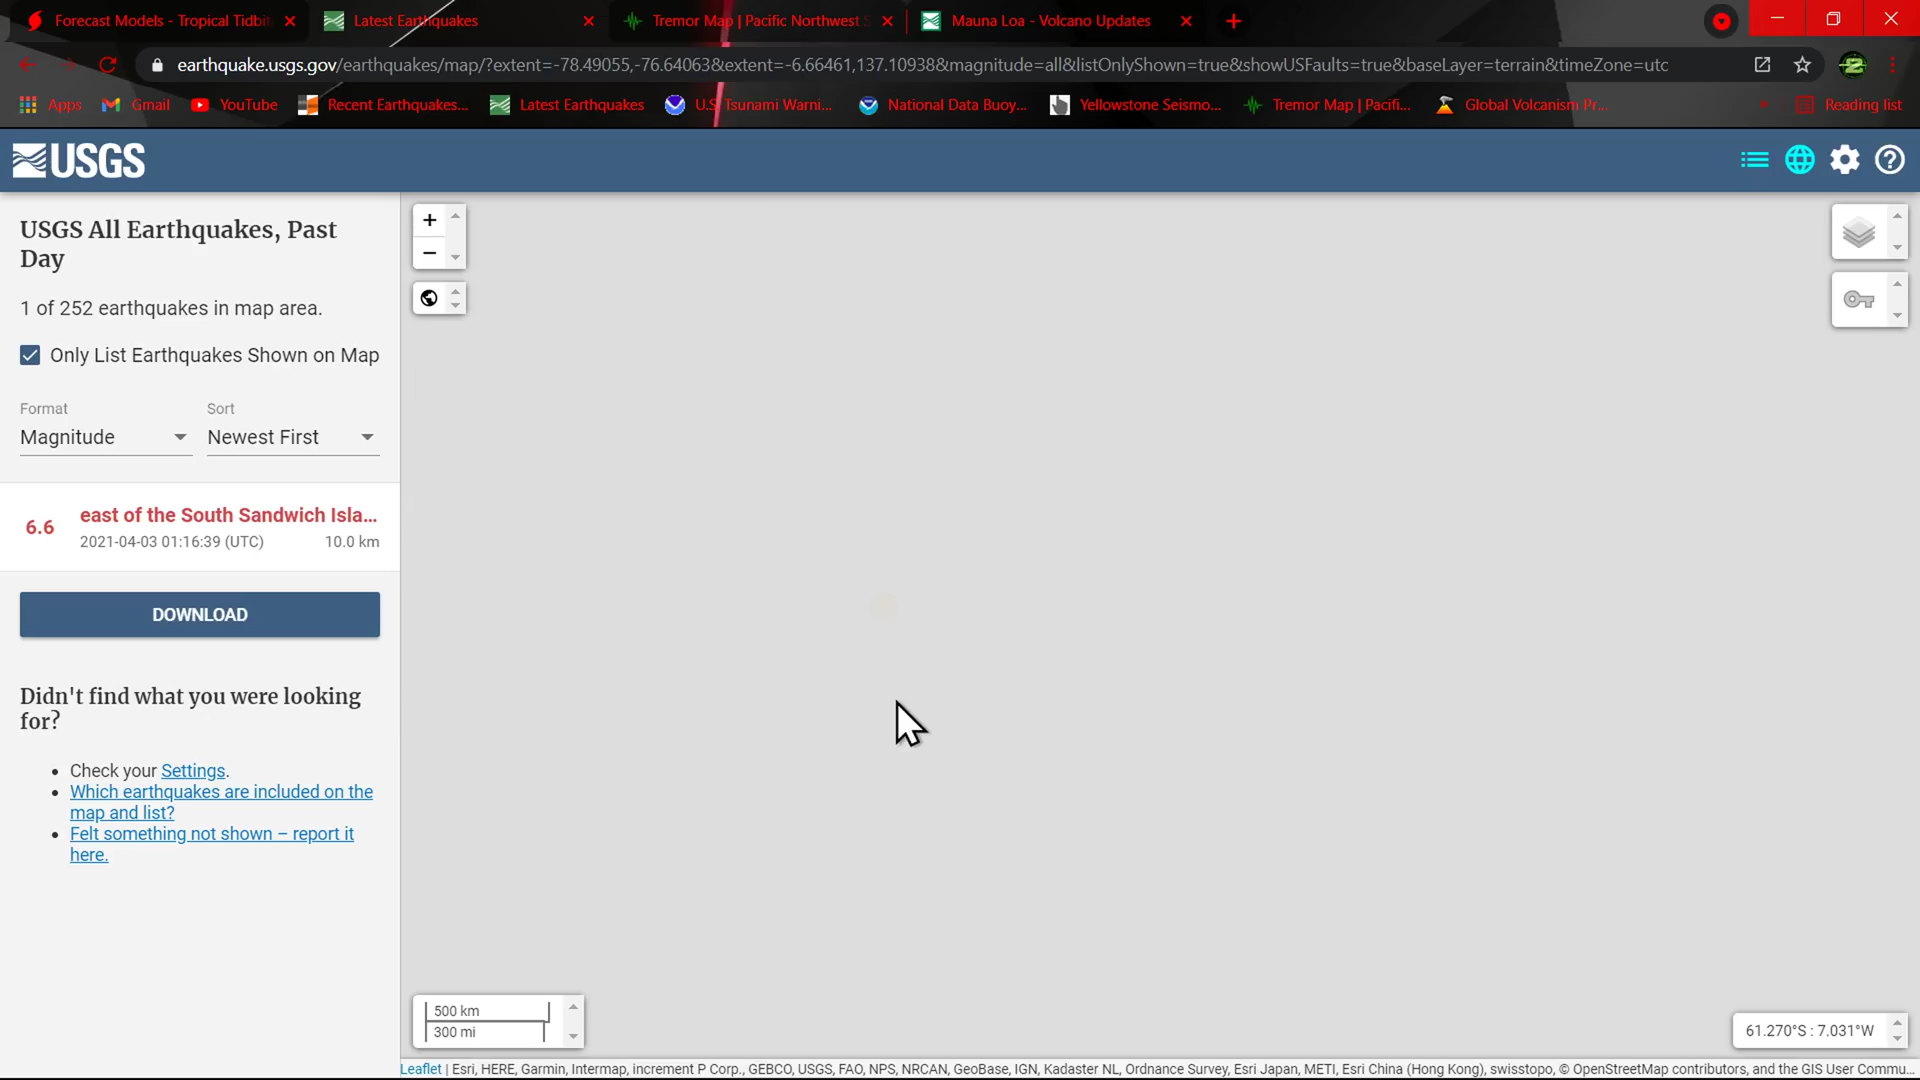 Forecast Models - Tropical Tidbit
Latest Earthquakes
Tremor Map | Pacific Northwest S
Mauna Loa - Volcano Updates
earthquake.usgs.gov/earthquakes/map/?extent=-78.49055,-76.64063&extent=-6.66461,137.10938&magnitude=all&listOnlyShown=true&showUSFaults=true&baseLayer=terrain&timeZone=utc
Apps
Gmail
YouTube
Recent Earthquakes...
Latest Earthquakes
U.S. Tsunami Warni...
National Data Buoy...
Yellowstone Seismo...
Tremor Map | Pacifi...
Global Volcanism Pr...
Reading list
USGS
USGS All Earthquakes, Past
Day
1 of 252 earthquakes in map area.
Only List Earthquakes Shown on Map
Format
Sort
Magnitude
Newest First
6.6
east of the South Sandwich Isla...
2021-04-03 01:16:39 (UTC)
10.0 km
DOWNLOAD
Didn't find what you were looking
for?
Check your Settings.
Which earthquakes are included on the
map and list?
Felt something not shown – report it
here.
+
−
500 km
300 mi
61.270°S : 7.031°W
Leaflet | Esri, HERE, Garmin, Intermap, increment P Corp., GEBCO, USGS, FAO, NPS, NRCAN, GeoBase, IGN, Kadaster NL, Ordnance Survey, Esri Japan, METI, Esri China (Hong Kong), swisstopo, © OpenStreetMap contributors, and the GIS User Commu...